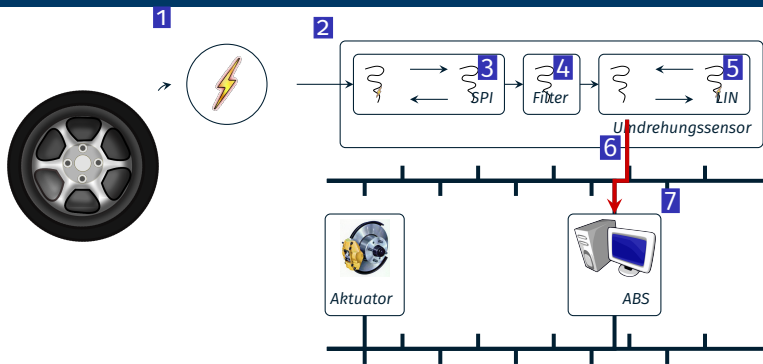 1
2
3
4
5
SPI
Filter
LIN
Umdrehungssensor
6
7
Aktuator
ABS